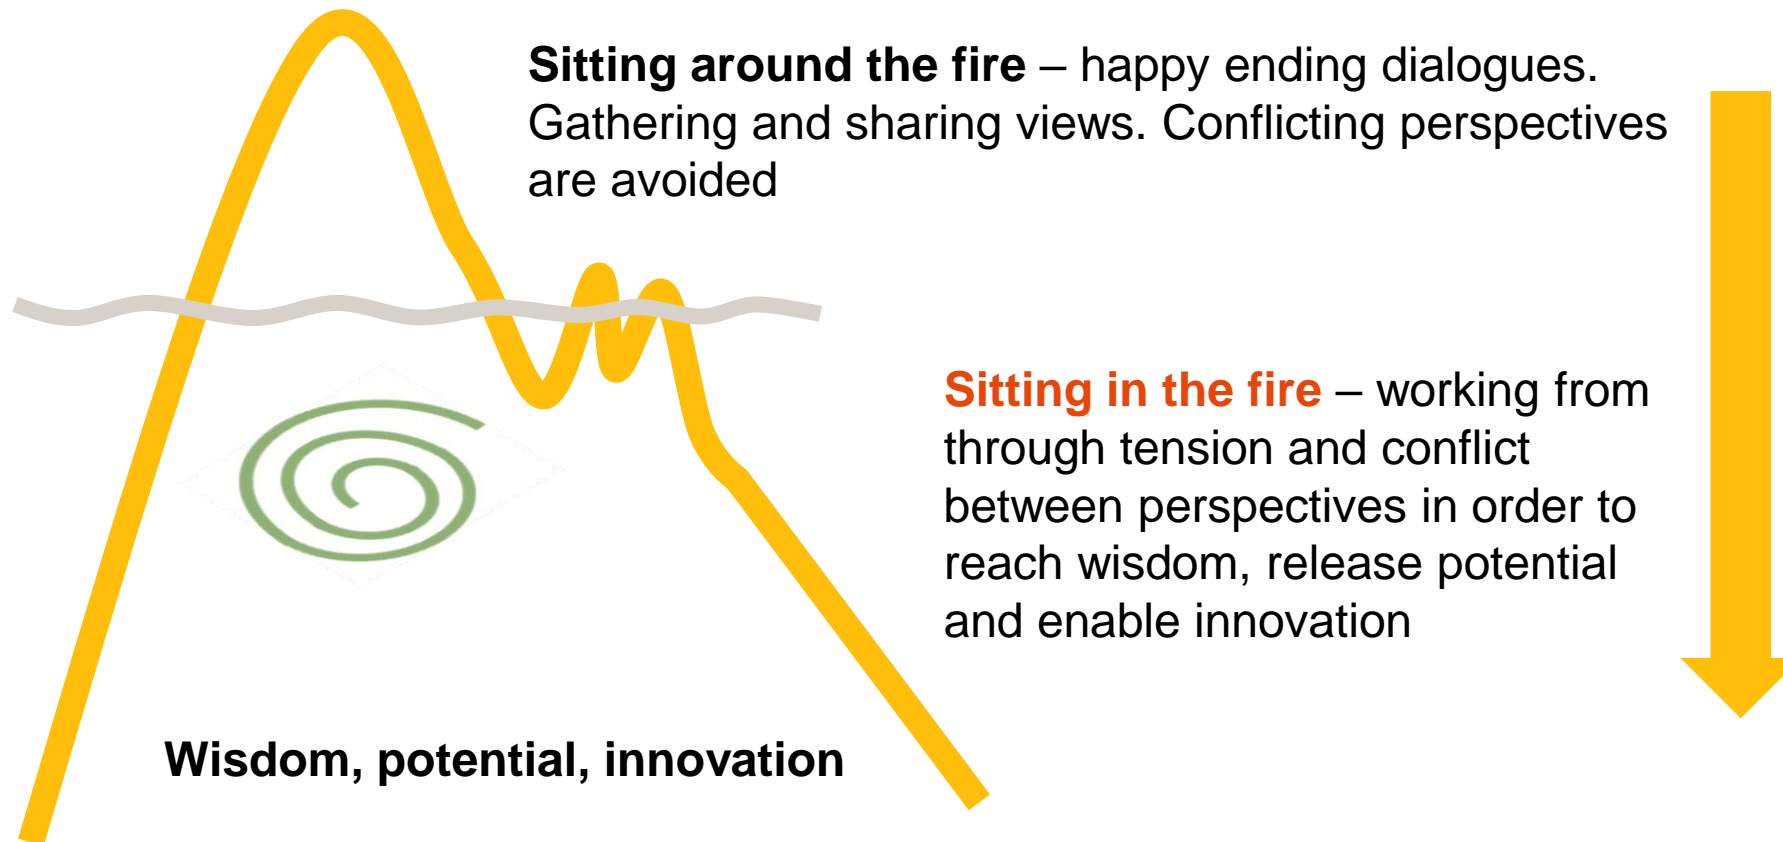 Sitting around the fire – happy ending dialogues.
Gathering and sharing views. Conflicting perspectives
are avoided
Sitting in the fire – working from
through tension and conflict
between perspectives in order to
reach wisdom, release potential
and enable innovation
Wisdom, potential, innovation